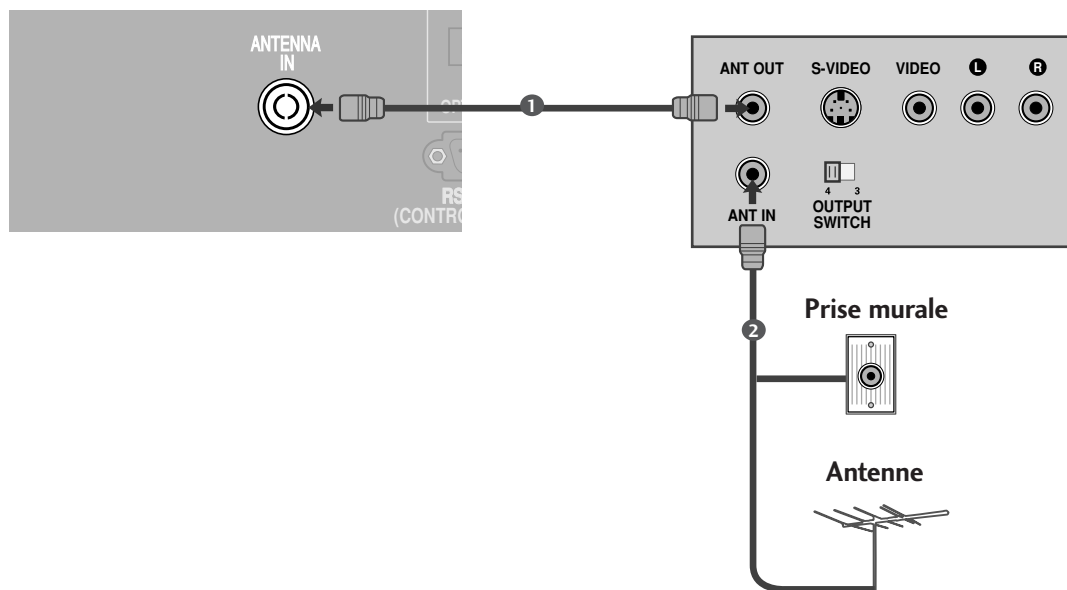 ANTENNA
IN
RS
(CONTRO
1
ANT OUT S-VIDEO VIDEO L R
4 3
OUTPUT
SWITCH
ANT IN
2
Prise murale
Antenne